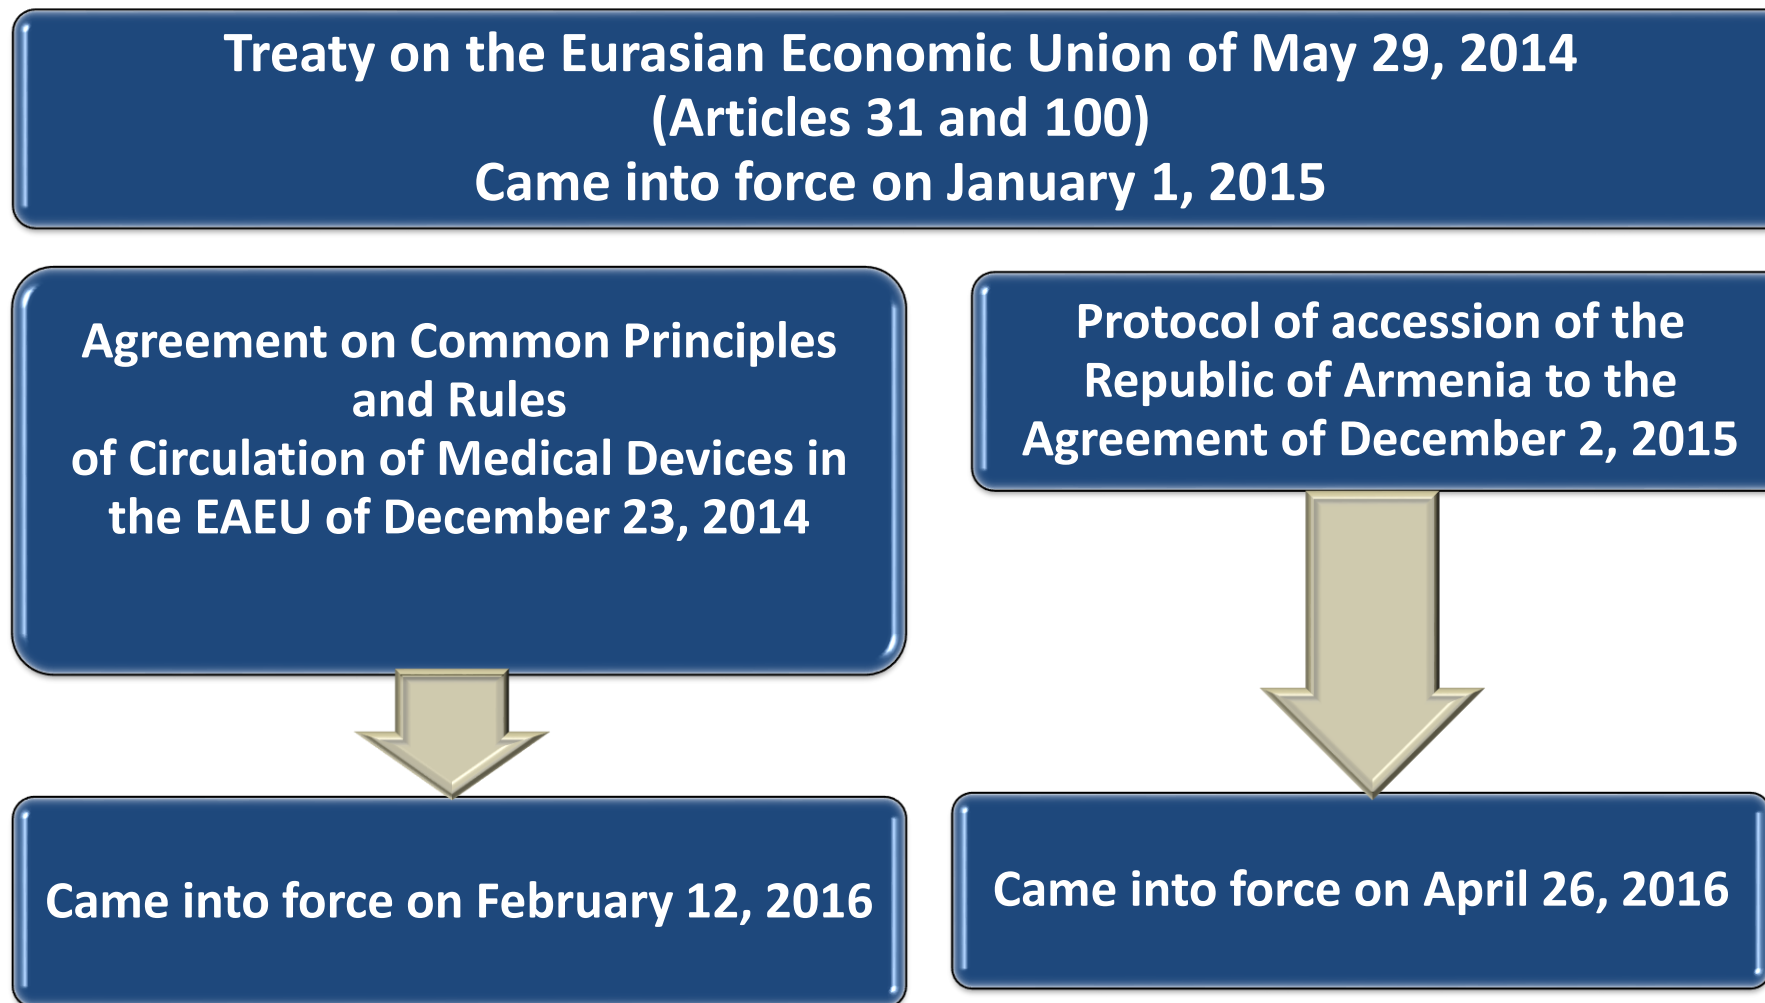 Treaty on the Eurasian Economic Union of May 29, 2014
(Articles 31 and 100)
Came into force on January 1, 2015
Agreement on Common Principles
and Rules
of Circulation of Medical Devices in
the EAEU of December 23, 2014
Protocol of accession of the
Republic of Armenia to the
Agreement of December 2, 2015
Came into force on February 12, 2016
Came into force on April 26, 2016